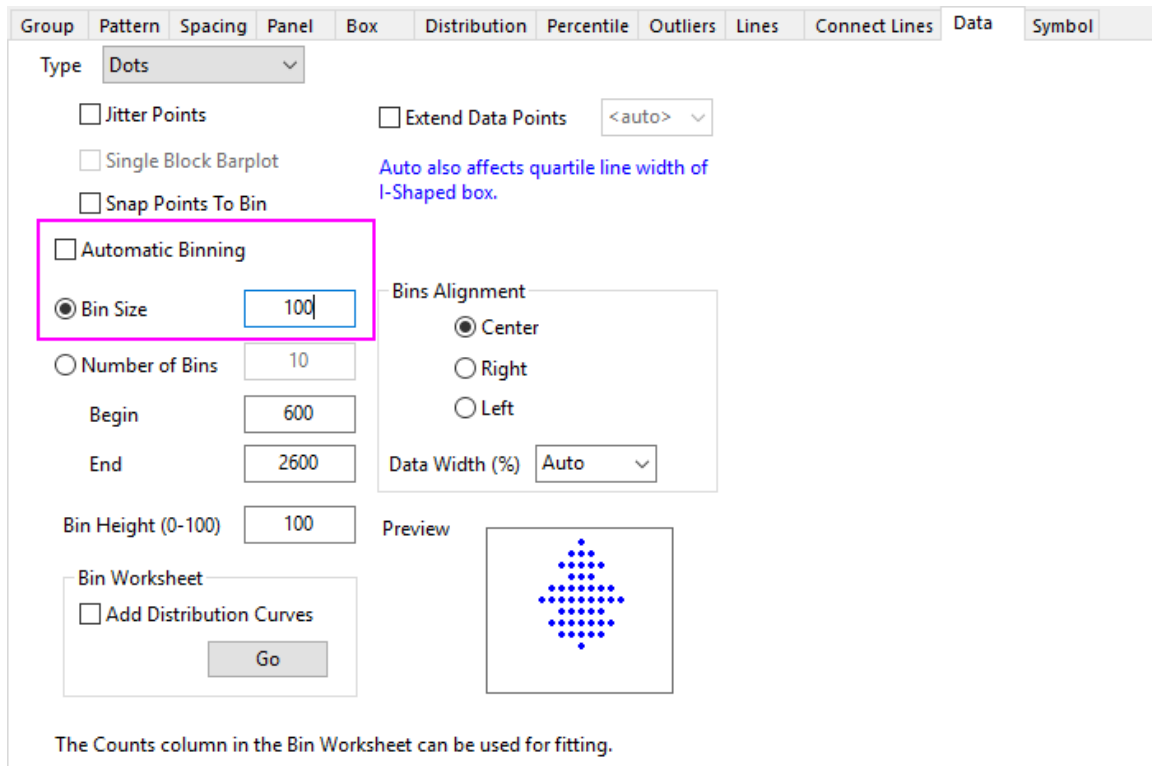 Group Pattern Spacing Panel Box Distribution Percentile Outliers Lines Connect Lines Data Symbol
Type Dots
Jitter Points
Extend Data Points <auto>
Single Block Barplot
Auto also affects quartile line width of
I-Shaped box.
Snap Points To Bin
Automatic Binning
Bin Size 100
Bins Alignment
Center
Number of Bins 10
Right
Begin 600
Left
End 2600
Data Width (%) Auto
Bin Height (0-100) 100
Preview
Bin Worksheet
Add Distribution Curves
Go
The Counts column in the Bin Worksheet can be used for fitting.